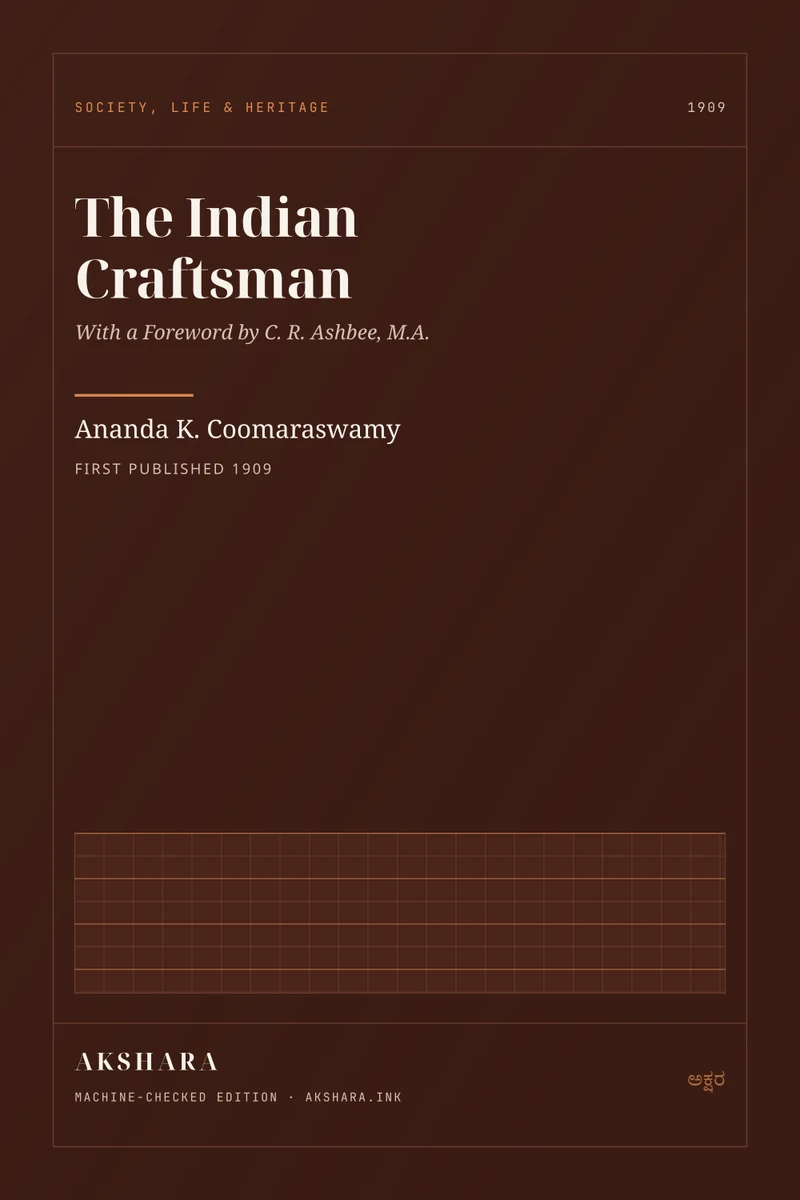 SOCIETY, LIFE & HERITAGE
1909
The Indian
Craftsman
With a Foreword by C. R. Ashbee, M.A.
Ananda K. Coomaraswamy
FIRST PUBLISHED 1909
AKSHARA
MACHINE-CHECKED EDITION · AKSHARA.INK
ಅಕ್ಷರ